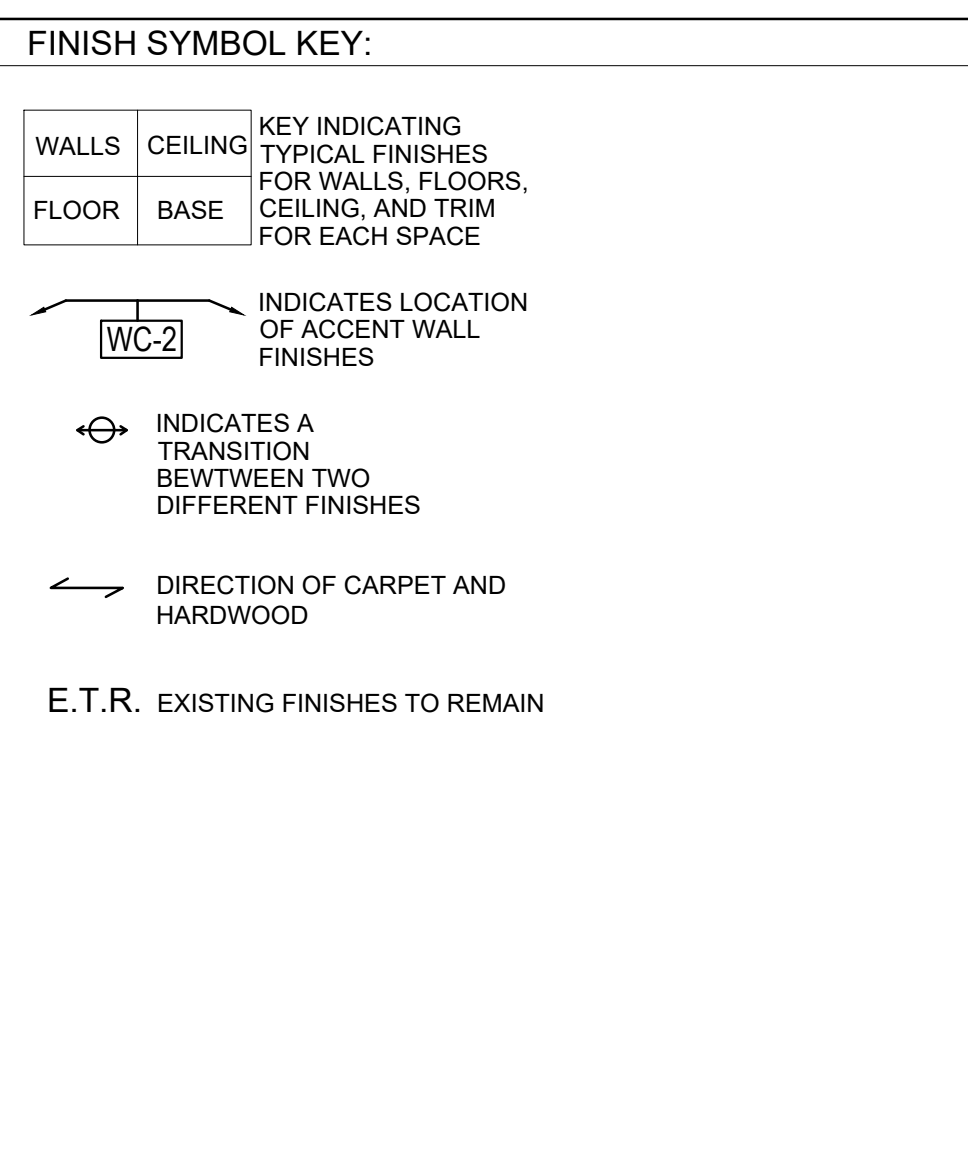 FINISH SYMBOL KEY:
WALLS CEILING
FLOOR BASE
KEY INDICATING
TYPICAL FINISHES
FOR WALLS, FLOORS,
CEILING, AND TRIM
FOR EACH SPACE
WC-2
INDICATES LOCATION
OF ACCENT WALL
FINISHES
INDICATES A
TRANSITION
BEWTWEEN TWO
DIFFERENT FINISHES
DIRECTION OF CARPET AND
HARDWOOD
E.T.R. EXISTING FINISHES TO REMAIN